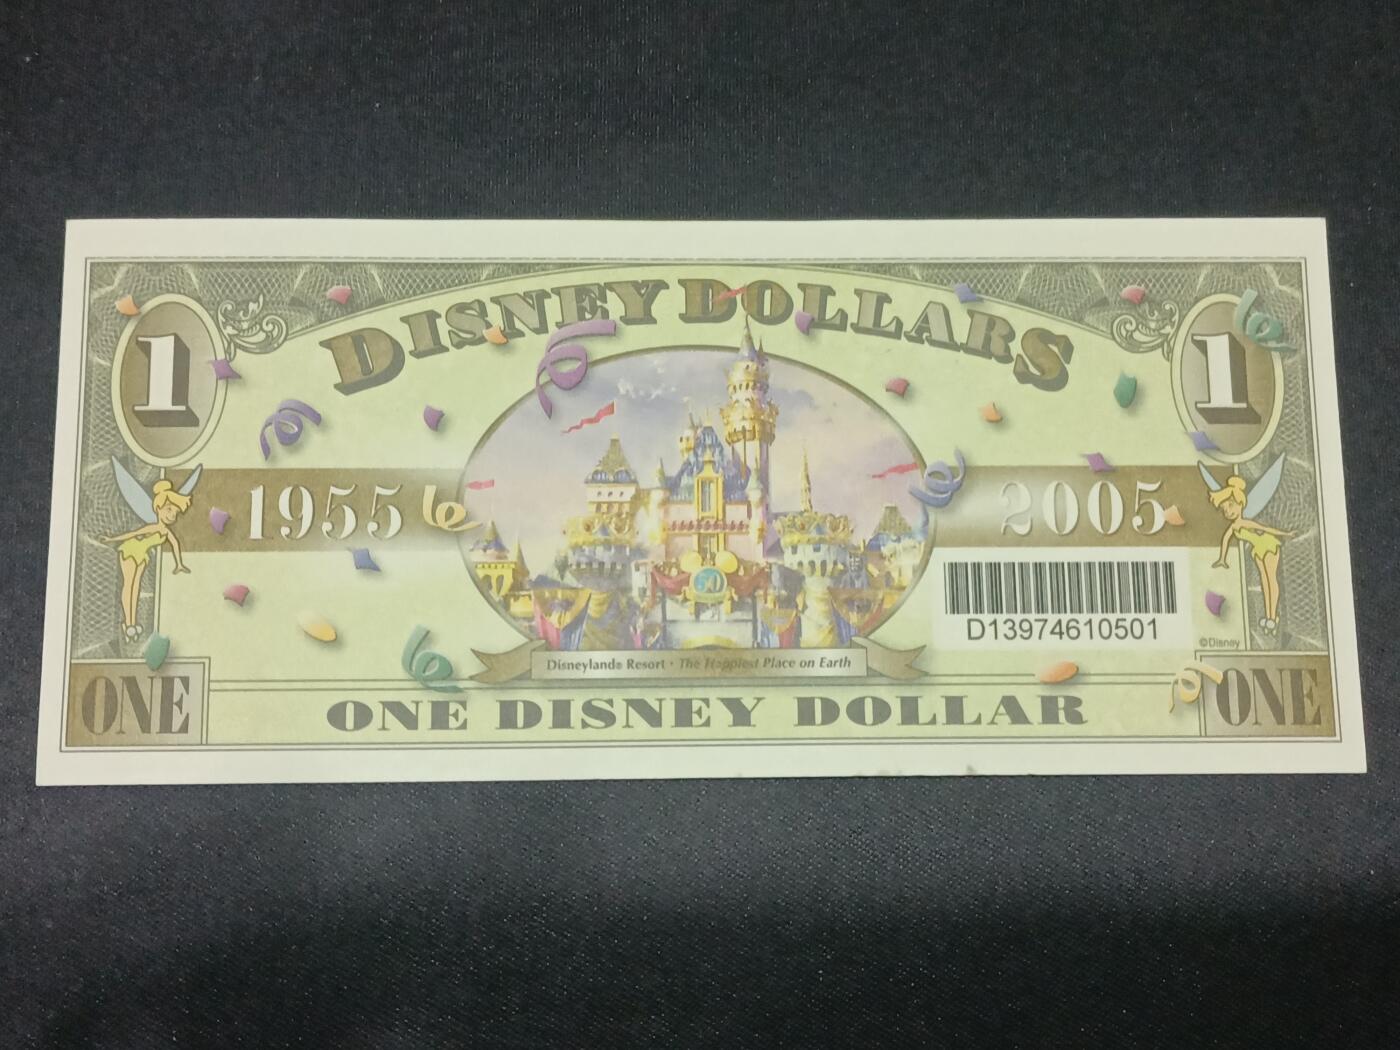 DISNEY DOLLARS
1
1
1955
2005
50
D13974610501
©Disney
Disneyland® Resort • The Happiest Place on Earth
ONE
ONE DISNEY DOLLAR
ONE